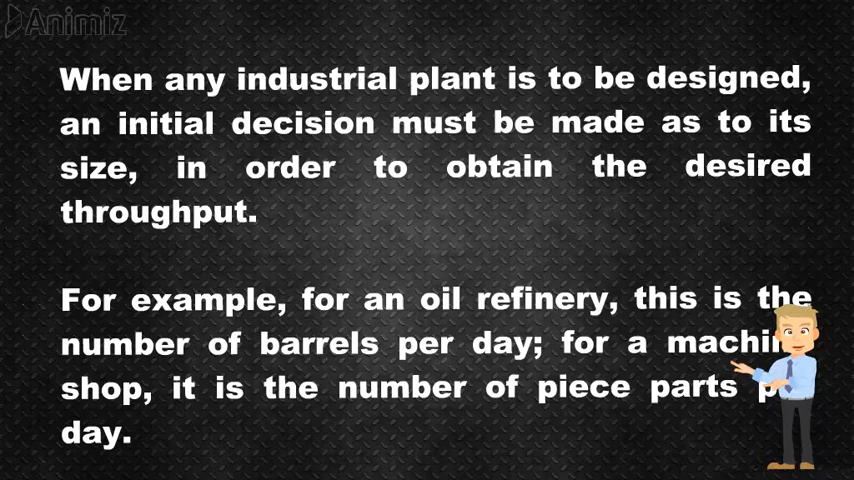 Animiz
When any industrial plant is to be designed,
an initial decision must be made as to its
size, in order to obtain the desired
throughput.
For example, for an oil refinery, this is the
number of barrels per day; for a machine
shop, it is the number of piece parts
day.